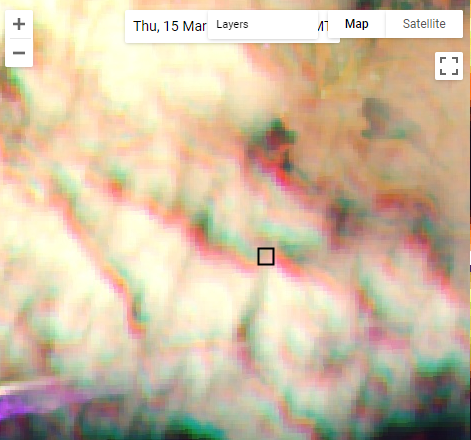 +
Thu, 15 Mar
Layers
Map
Satellite
−